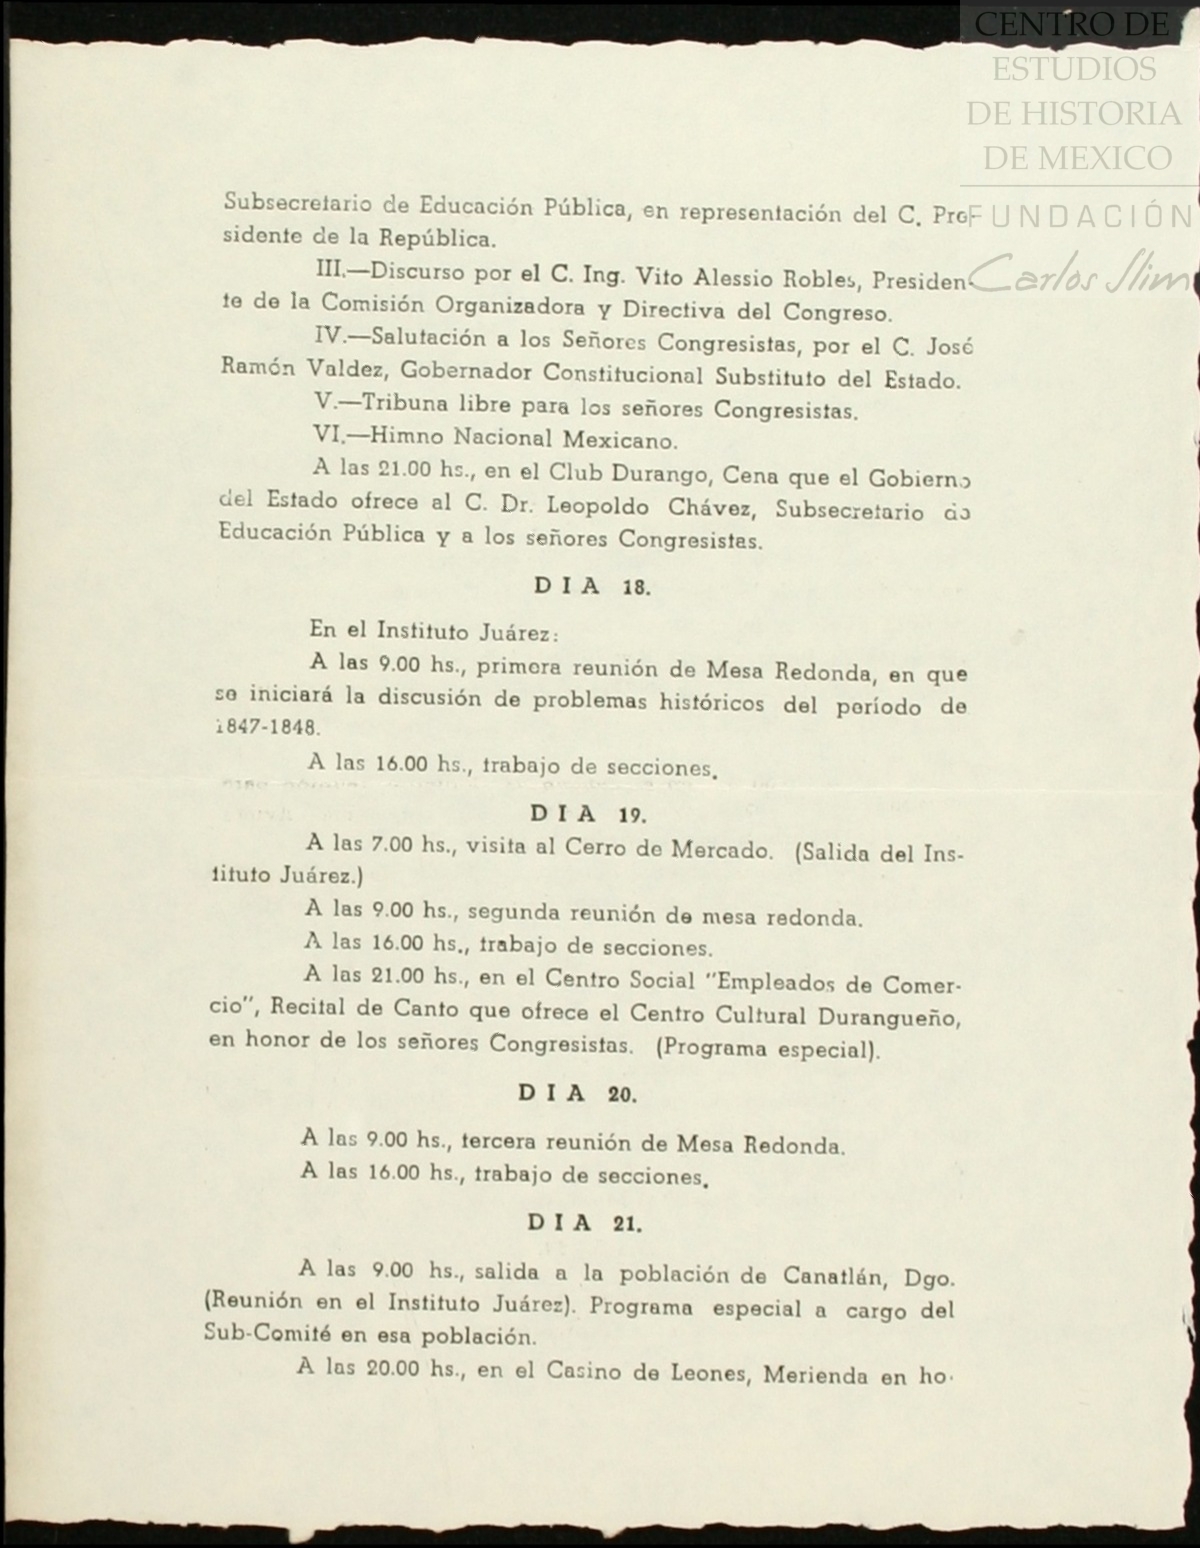 CENTRO DE
ESTUDIOS
DE HISTORIA
DE MEXICO
FUNDACIÓN
Carlos Slim
Subsecretario de Educación Pública, en representación del C. Pre-
sidente de la República.
III.—Discurso por el C. Ing. Vito Alessio Robles, Presiden-
te de la Comisión Organizadora y Directiva del Congreso.
IV.—Salutación a los Señores Congresistas, por el C. José
Ramón Valdez, Gobernador Constitucional Substituto del Estado.
V.—Tribuna libre para los señores Congresistas.
VI.—Himno Nacional Mexicano.
A las 21.00 hs., en el Club Durango, Cena que el Gobierno
del Estado ofrece al C. Dr. Leopoldo Chávez, Subsecretario de
Educación Pública y a los señores Congresistas.
DIA 18.
En el Instituto Juárez:
A las 9.00 hs., primera reunión de Mesa Redonda, en que
se iniciará la discusión de problemas históricos del período de
1847-1848.
A las 16.00 hs., trabajo de secciones.
DIA 19.
A las 7.00 hs., visita al Cerro de Mercado. (Salida del Ins-
tituto Juárez.)
A las 9.00 hs., segunda reunión de mesa redonda.
A las 16.00 hs., trabajo de secciones.
A las 21.00 hs., en el Centro Social "Empleados de Comer-
cio", Recital de Canto que ofrece el Centro Cultural Durangueño,
en honor de los señores Congresistas. (Programa especial).
DIA 20.
A las 9.00 hs., tercera reunión de Mesa Redonda.
A las 16.00 hs., trabajo de secciones.
DIA 21.
A las 9.00 hs., salida a la población de Canatlán, Dgo.
(Reunión en el Instituto Juárez). Programa especial a cargo del
Sub-Comité en esa población.
A las 20.00 hs., en el Casino de Leones, Merienda en ho-